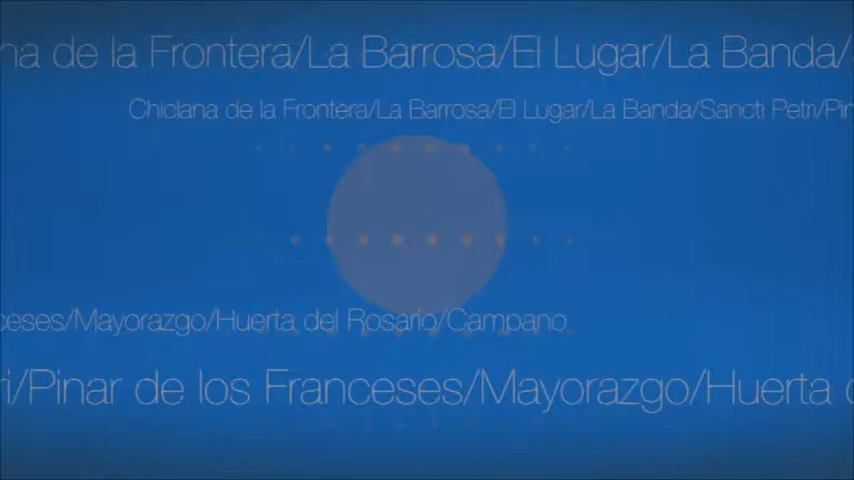 na de la Frontera/La Barrosa/El Lugar/La Banda/
Chiclana de la Frontera/La Barrosa/El Lugar/La Banda/Sancti Petri/Pin
ceses/Mayorazgo/Huerta del Rosario/Campano
ri/Pinar de los Franceses/Mayorazgo/Huerta d